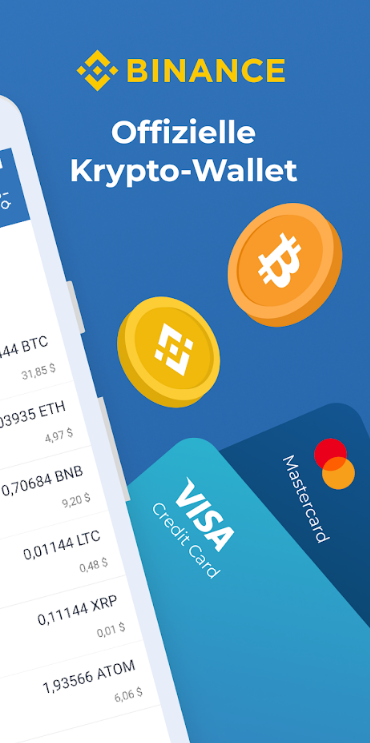 BINANCE
Offizielle
Krypto-Wallet
444 BTC
31,85 $
03935 ETH
4,97 $
0,70684 BNB
9,20 $
0,01144 LTC
0,48 $
0,11144 XRP
0,01 $
1,93566 ATOM
6,06 $
VISA
Credit Card
Mastercard